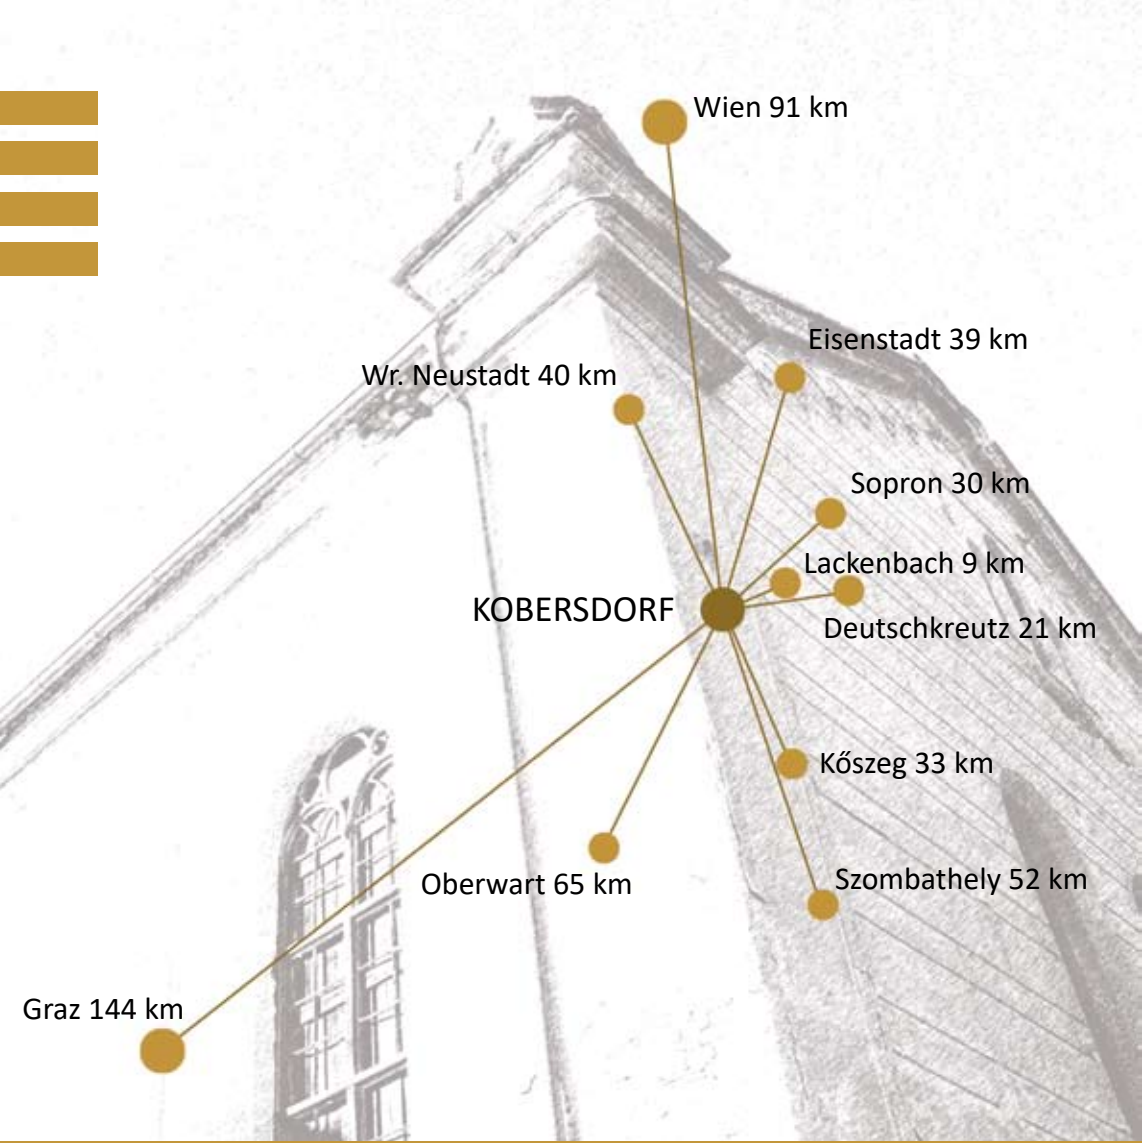 Wien 91 km
Eisenstadt 39 km
Wr. Neustadt 40 km
Sopron 30 km
Lackenbach 9 km
KOBERSDORF
Deutschkreutz 21 km
Kőszeg 33 km
Oberwart 65 km
Szombathely 52 km
Graz 144 km